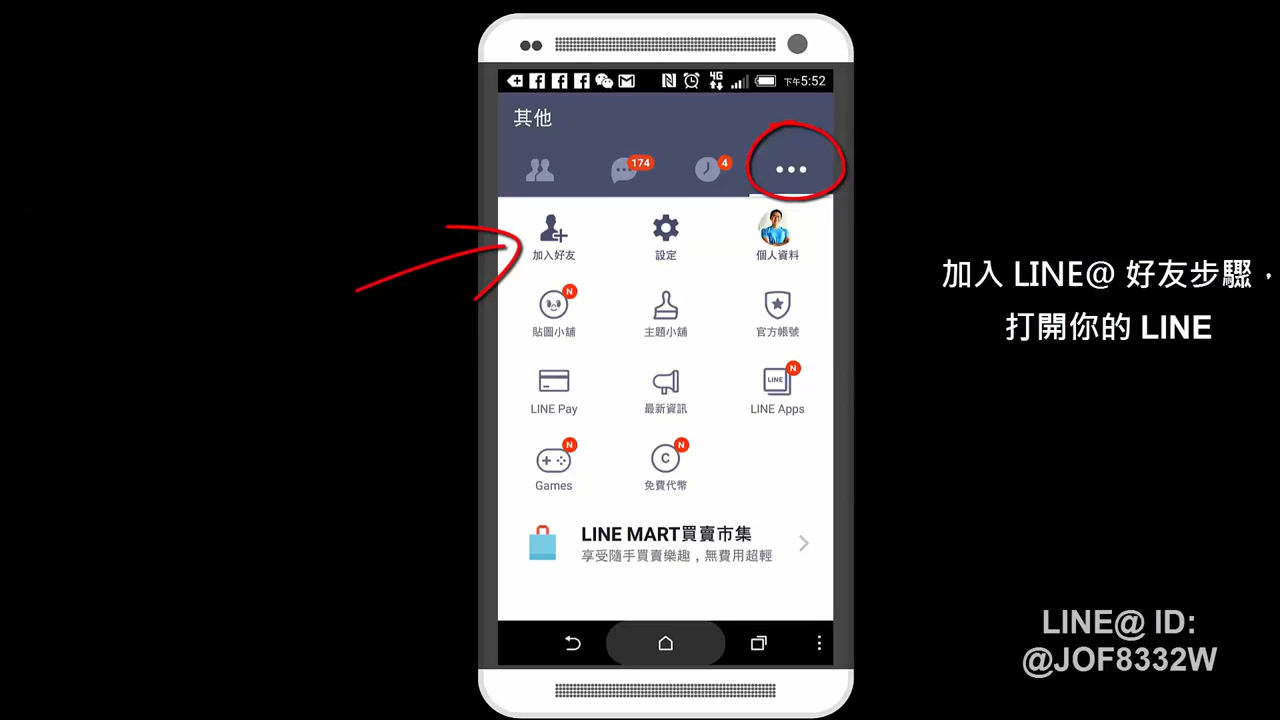 下午5:52
其他
174
4
加入好友
設定
個人資料
N
貼圖小舖
主題小舖
官方帳號
LINE
N
LINE Pay
最新資訊
LINE Apps
N
N
C
Games
免費代幣
LINE MART買賣市集
享受隨手買賣樂趣，無費用超輕
加入 LINE@ 好友步驟，
打開你的 LINE
LINE@ ID:
@JOF8332W